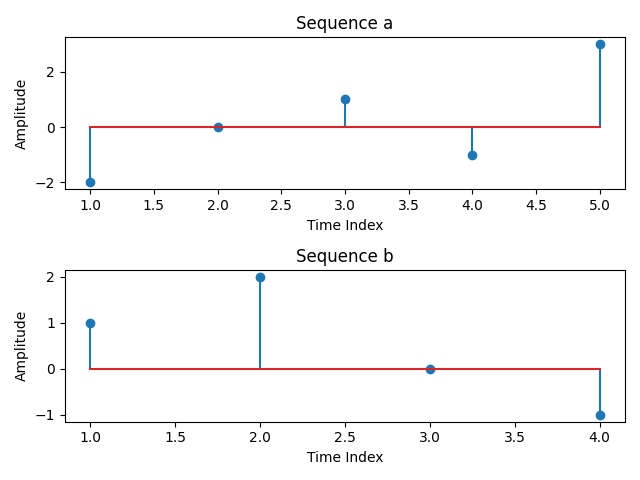 Sequence a
Amplitude
2
0
−2
1.0 1.5 2.0 2.5 3.0 3.5 4.0 4.5 5.0
Time Index
Sequence b
Amplitude
2
1
0
−1
1.0 1.5 2.0 2.5 3.0 3.5 4.0
Time Index